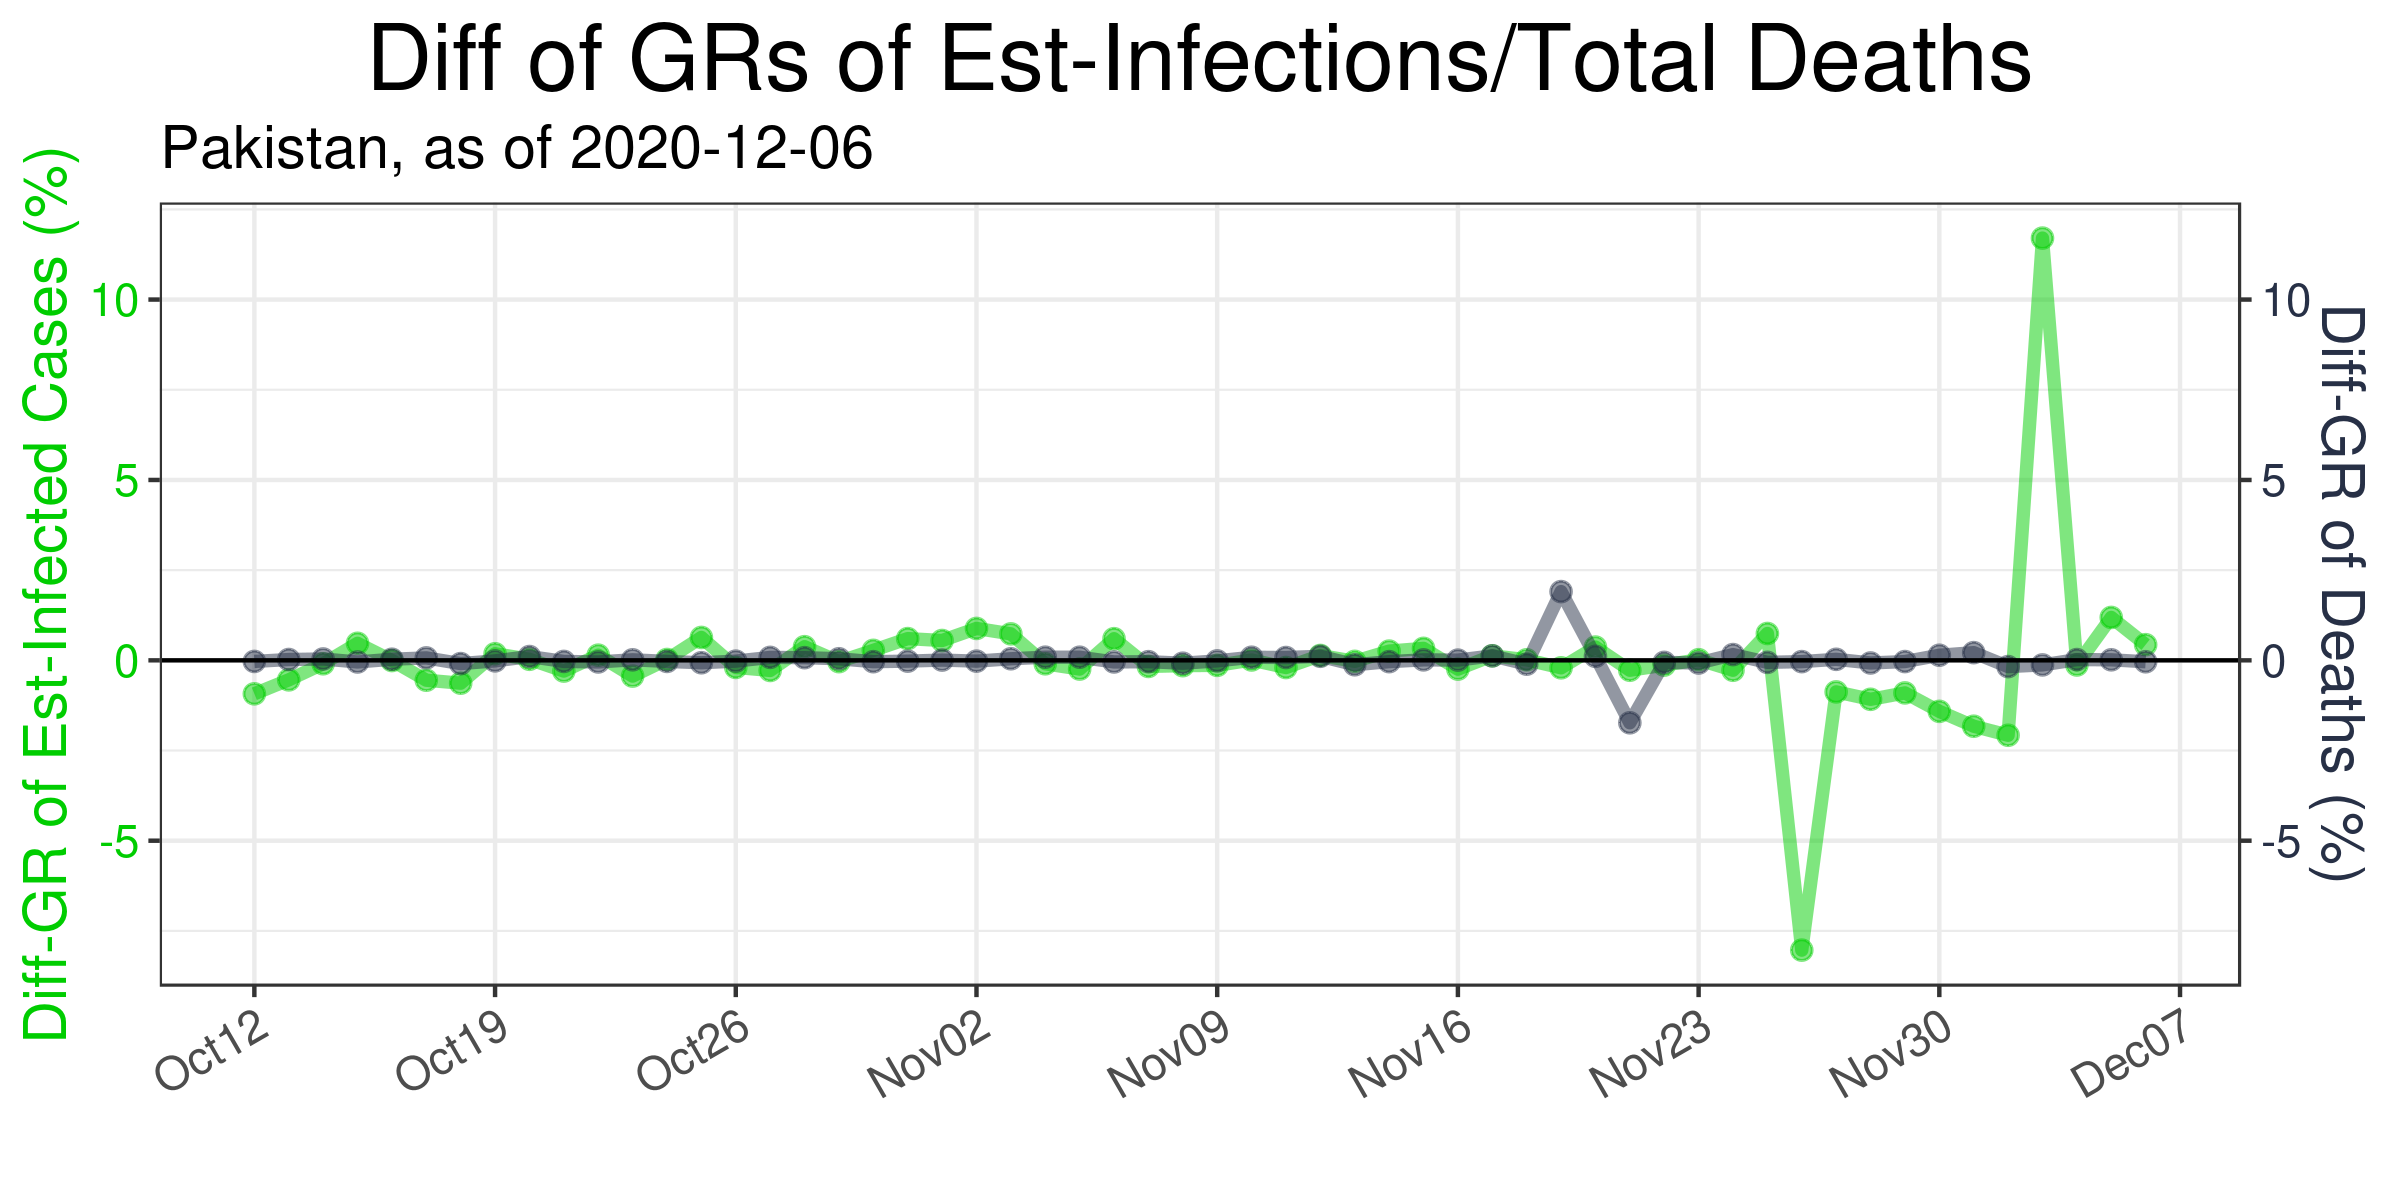 Diff of GRs of Est-Infections/Total Deaths
Pakistan, as of 2020-12-06
Diff-GR of Est-Infected Cases (%)
10
5
0
-5
10
5
0
-5
Diff-GR of Deaths (%)
Oct12
Oct19
Oct26
Nov02
Nov09
Nov16
Nov23
Nov30
Dec07